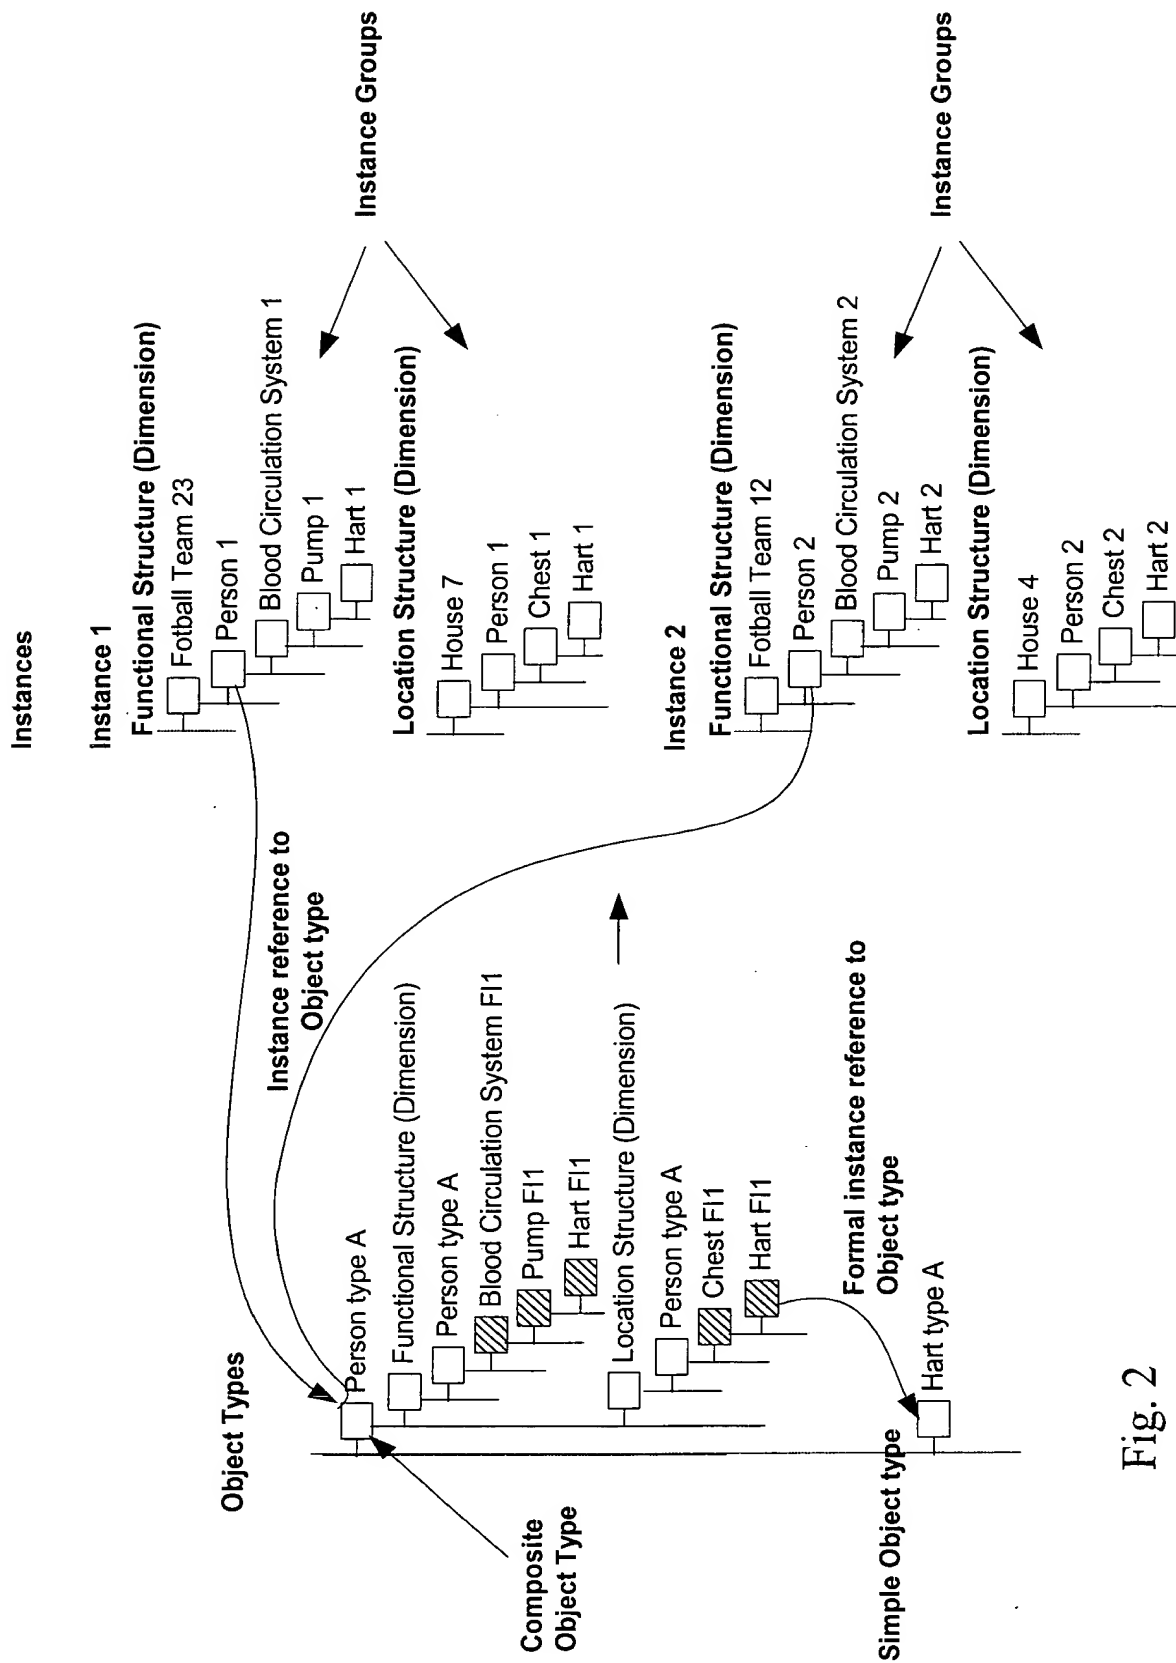 Object Types
Person type A
Functional Structure (Dimension)
Person type A
Blood Circulation System FI1
Pump FI1
Hart FI1
Location Structure (Dimension)
Person type A
Chest FI1
Hart FI1
Composite
Object Type
Simple Object type
Hart type A
Formal instance reference to
Object type
Instance reference to
Object type
Instances
Instance 1
Functional Structure (Dimension)
Fotball Team 23
Person 1
Blood Circulation System 1
Pump 1
Hart 1
Location Structure (Dimension)
House 7
Person 1
Chest 1
Hart 1
Instance Groups
Instance 2
Functional Structure (Dimension)
Fotball Team 12
Person 2
Blood Circulation System 2
Pump 2
Hart 2
Location Structure (Dimension)
House 4
Person 2
Chest 2
Hart 2
Instance Groups
Fig. 2